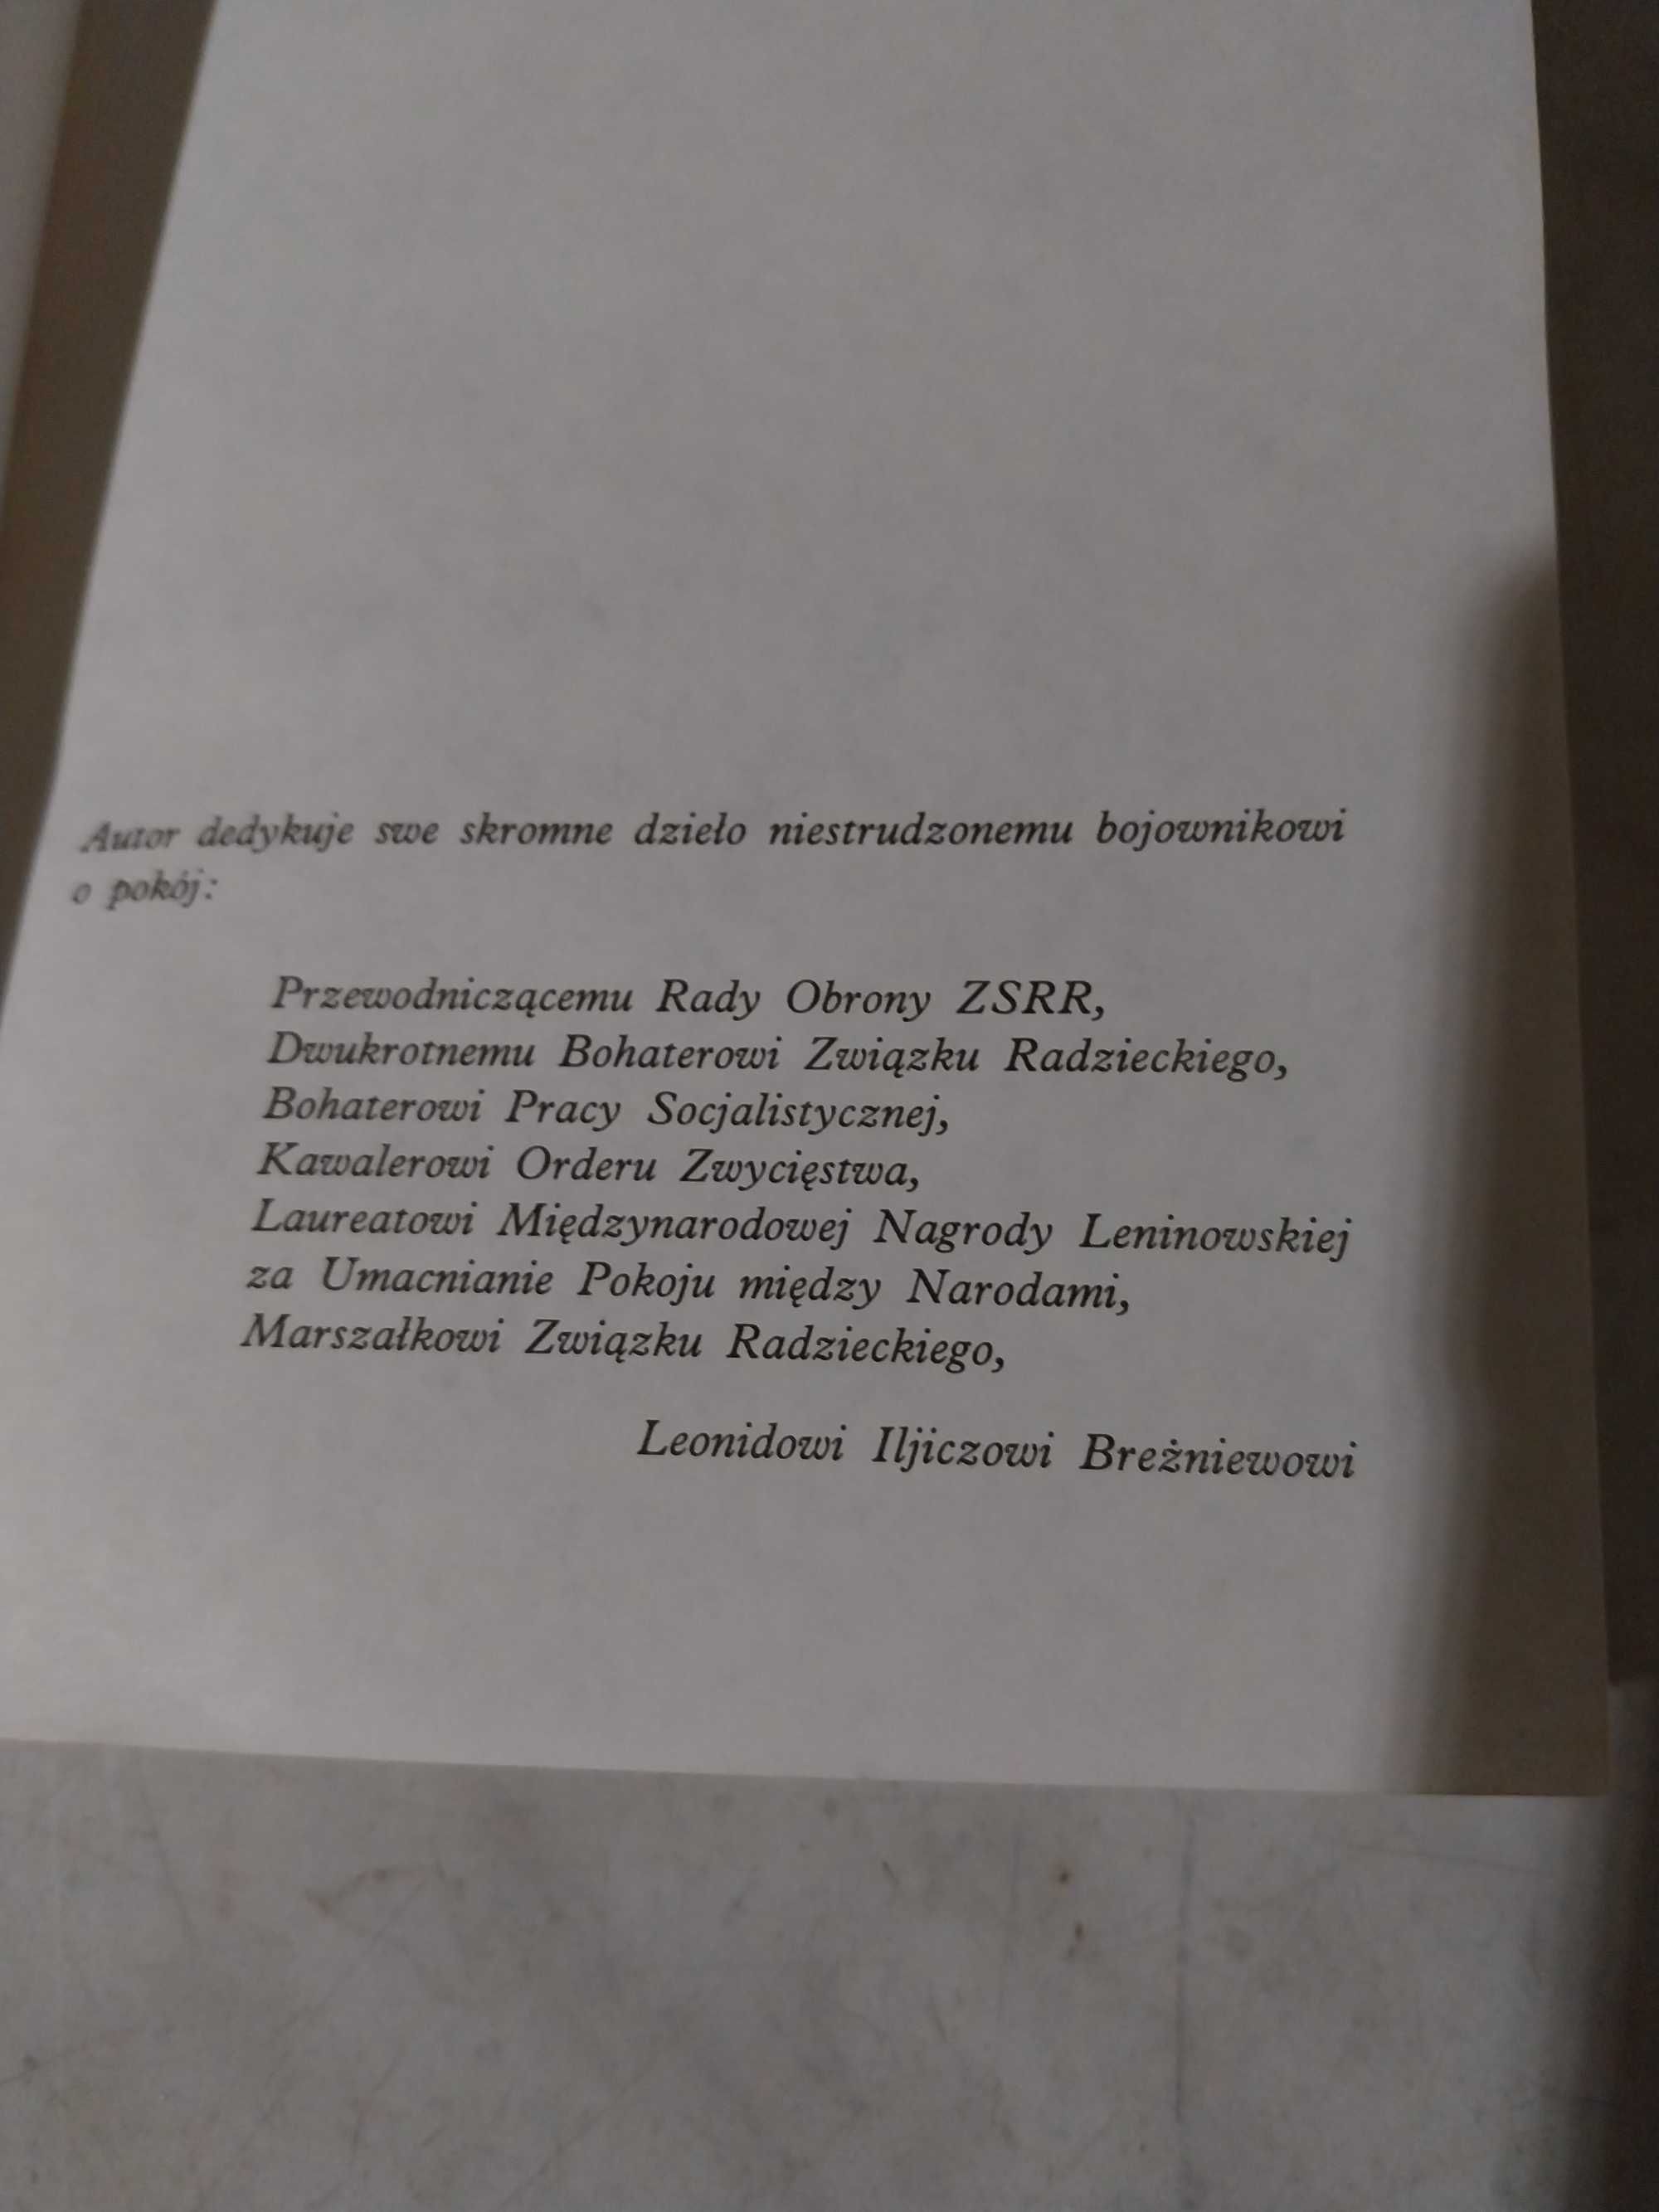 Autor dedykuje swe skromne dzieło niestrudzonemu bojownikowi
o pokój:
Przewodniczącemu Rady Obrony ZSRR,
Dwukrotnemu Bohaterowi Związku Radzieckiego,
Bohaterowi Pracy Socjalistycznej,
Kawalerowi Orderu Zwycięstwa,
Laureatowi Międzynarodowej Nagrody Leninowskiej
za Umacnianie Pokoju między Narodami,
Marszałkowi Związku Radzieckiego,
Leonidowi Iljiczowi Breżniewowi